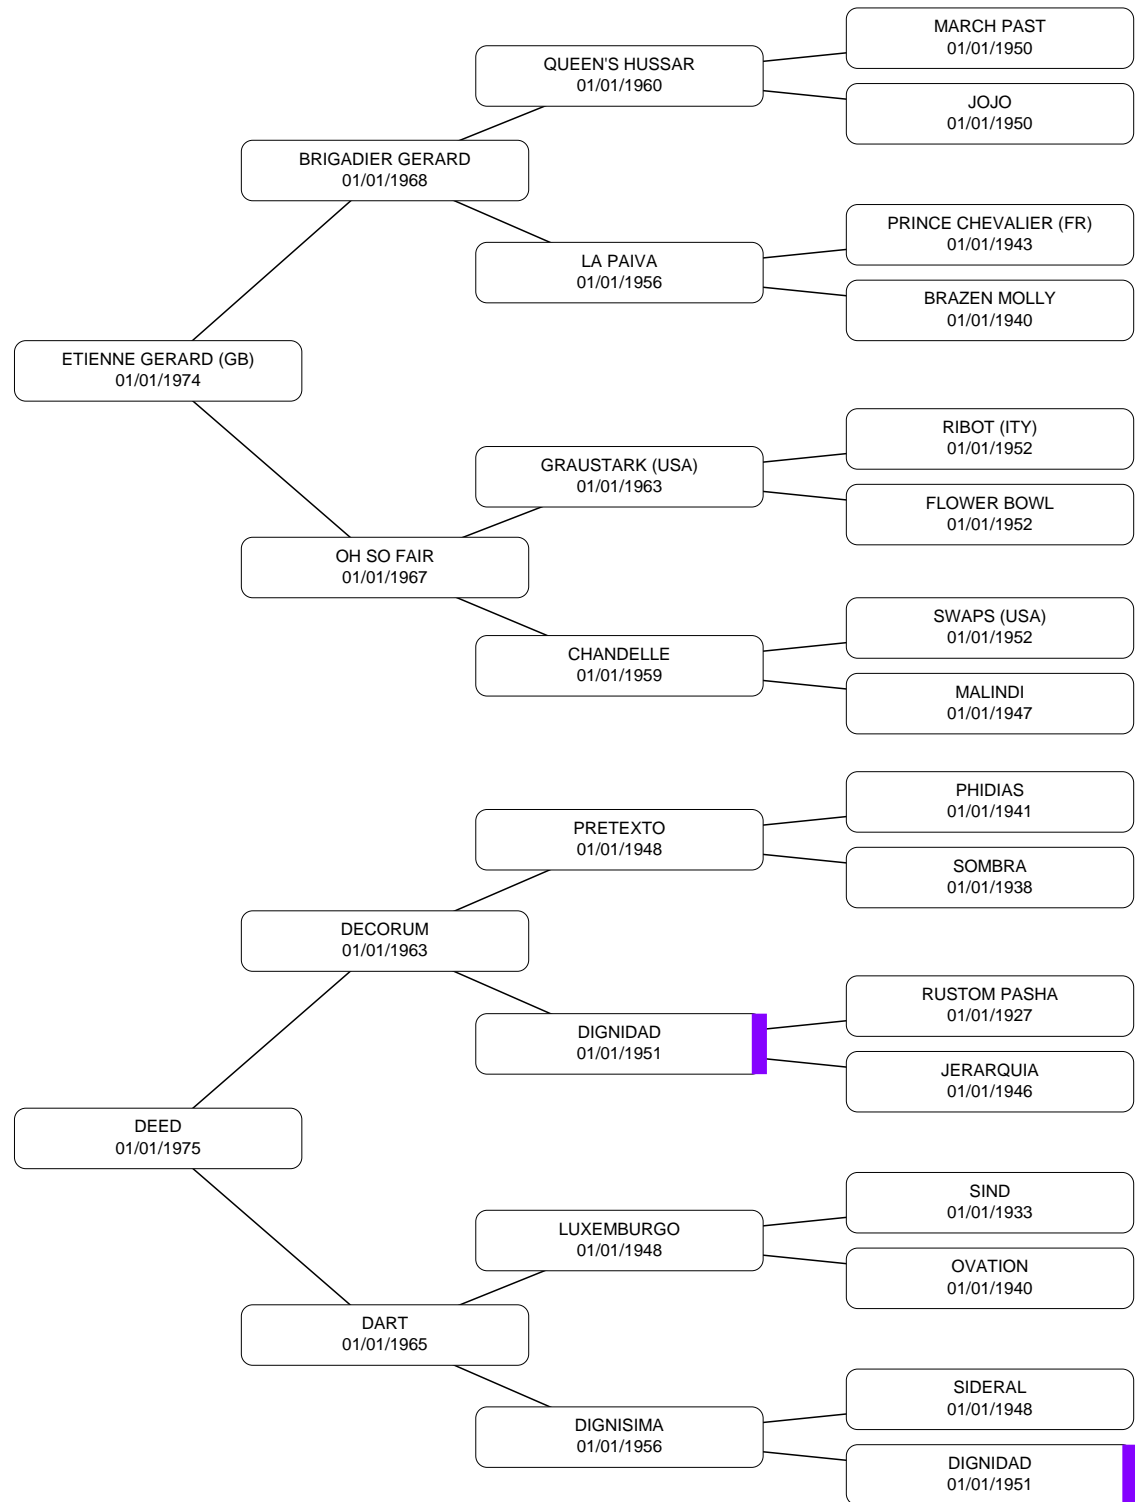 MARCH PAST
01/01/1950
QUEEN'S HUSSAR
01/01/1960
JOJO
01/01/1950
BRIGADIER GERARD
01/01/1968
PRINCE CHEVALIER (FR)
01/01/1943
LA PAIVA
01/01/1956
BRAZEN MOLLY
01/01/1940
ETIENNE GERARD (GB)
01/01/1974
RIBOT (ITY)
01/01/1952
GRAUSTARK (USA)
01/01/1963
FLOWER BOWL
01/01/1952
OH SO FAIR
01/01/1967
SWAPS (USA)
01/01/1952
CHANDELLE
01/01/1959
MALINDI
01/01/1947
PHIDIAS
01/01/1941
PRETEXTO
01/01/1948
SOMBRA
01/01/1938
DECORUM
01/01/1963
RUSTOM PASHA
01/01/1927
DIGNIDAD
01/01/1951
JERARQUIA
01/01/1946
DEED
01/01/1975
SIND
01/01/1933
LUXEMBURGO
01/01/1948
OVATION
01/01/1940
DART
01/01/1965
SIDERAL
01/01/1948
DIGNISIMA
01/01/1956
DIGNIDAD
01/01/1951